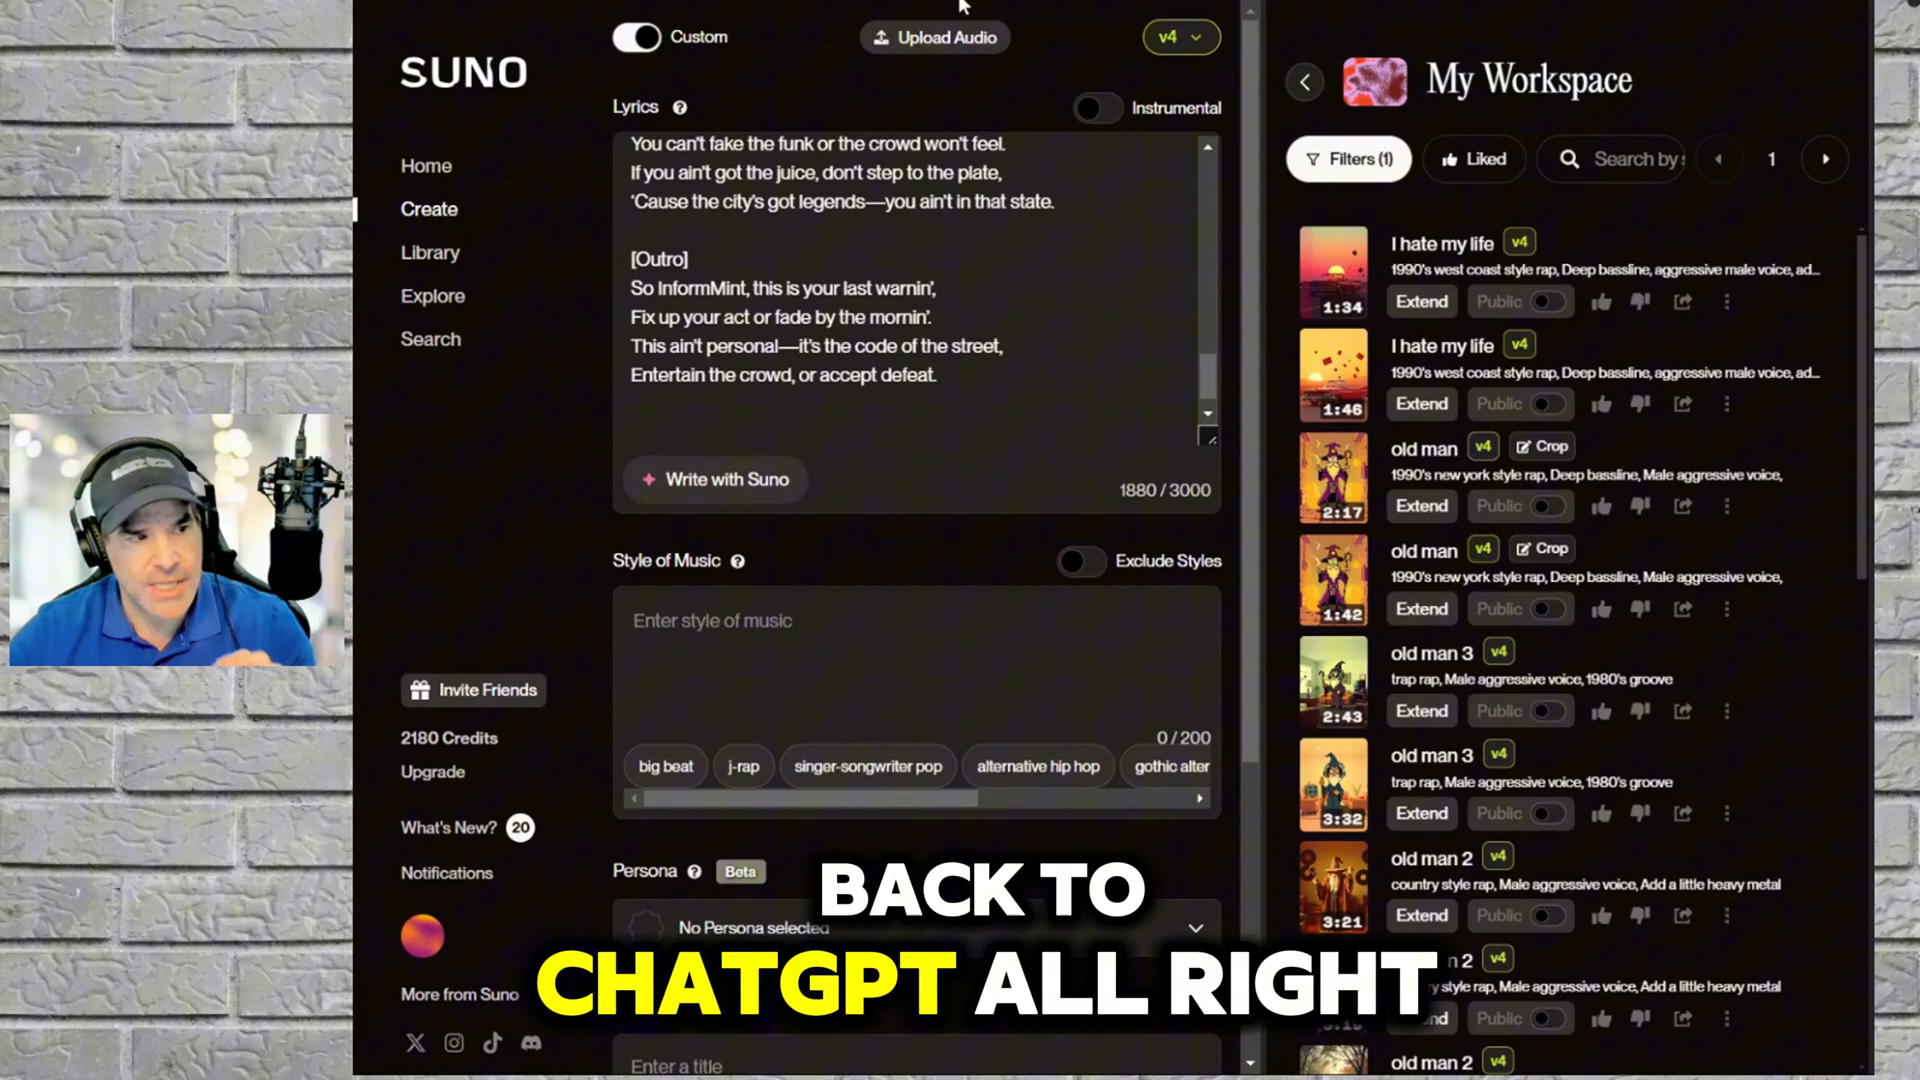 SUNO
Home
Create
Library
Explore
Search
Invite Friends
2180 Credits
Upgrade
What's New? 20
Notifications
More from Suno
Custom
Upload Audio
v4
Lyrics
Instrumental
You can't fake the funk or the crowd won't feel.
If you ain't got the juice, don't step to the plate,
'Cause the city's got legends—you ain't in that state.
[Outro]
So InformMint, this is your last warnin',
Fix up your act or fade by the mornin'.
This ain't personal—it's the code of the street,
Entertain the crowd, or accept defeat.
Write with Suno
1880 / 3000
Style of Music
Exclude Styles
Enter style of music
0 / 200
big beat
j-rap
singer-songwriter pop
alternative hip hop
gothic alter
Persona
Beta
No Persona selected
Enter a title
BACK TO
CHATGPT ALL RIGHT
My Workspace
Filters (1)
Liked
Search by
1
I hate my life v4
1990's west coast style rap, Deep bassline, aggressive male voice, ad...
1:34
Extend
Public
I hate my life v4
1990's west coast style rap, Deep bassline, aggressive male voice, ad...
1:46
Extend
Public
old man v4 Crop
1990's new york style rap, Deep bassline, Male aggressive voice,
2:17
Extend
Public
old man v4 Crop
1990's new york style rap, Deep bassline, Male aggressive voice,
1:42
Extend
Public
old man 3 v4
trap rap, Male aggressive voice, 1980's groove
2:43
Extend
Public
old man 3 v4
trap rap, Male aggressive voice, 1980's groove
3:32
Extend
Public
old man 2 v4
country style rap, Male aggressive voice, Add a little heavy metal
3:21
Extend
Public
n 2 v4
style rap, Male aggressive voice, Add a little heavy metal
Public
old man 2 v4